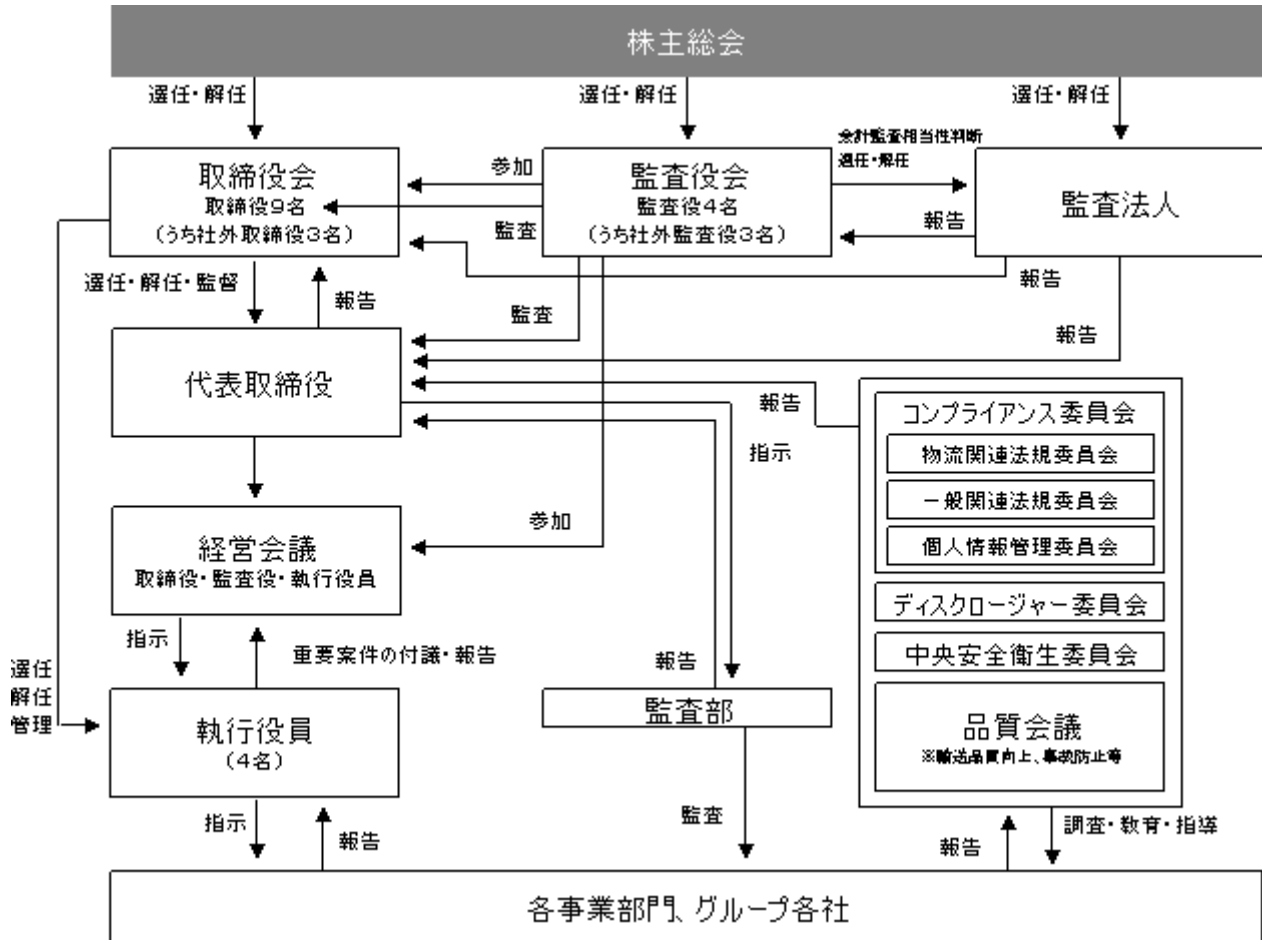 株主総会
選任・解任
選任・解任
選任・解任
会計監査相当性判断
選任・解任
取締役会
取締役9名
(うち社外取締役3名)
参加
監査
監査役会
監査役4名
(うち社外監査役3名)
監査法人
報告
報告
選任・解任・監督
報告
監査
報告
代表取締役
報告
指示
コンプライアンス委員会
物流関連法規委員会
一般関連法規委員会
個人情報管理委員会
ディスクロージャー委員会
中央安全衛生委員会
品質会議
※輸送品質向上、事故防止等
参加
経営会議
取締役・監査役・執行役員
指示
重要案件の付議・報告
報告
選任
解任
管理
執行役員
(4名)
監査部
指示
報告
監査
報告
調査・教育・指導
各事業部門、グループ各社